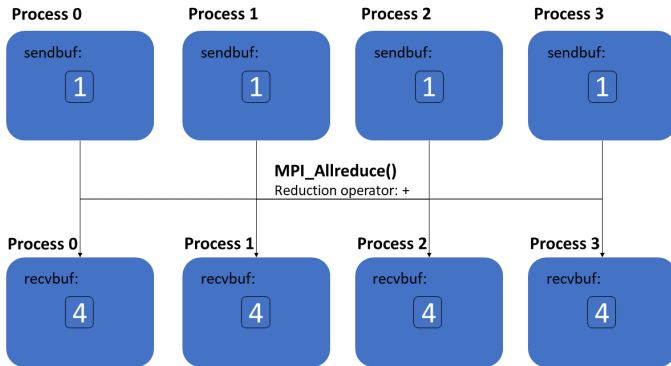 Process 0 Process 1 Process 2 Process 3
sendbuf: sendbuf: sendbuf: sendbuf:
1 1 1 1
MPI_Allreduce()
Reduction operator: +
Process 0 Process 1 Process 2 Process 3
recvbuf: recvbuf: recvbuf: recvbuf:
4 4 4 4